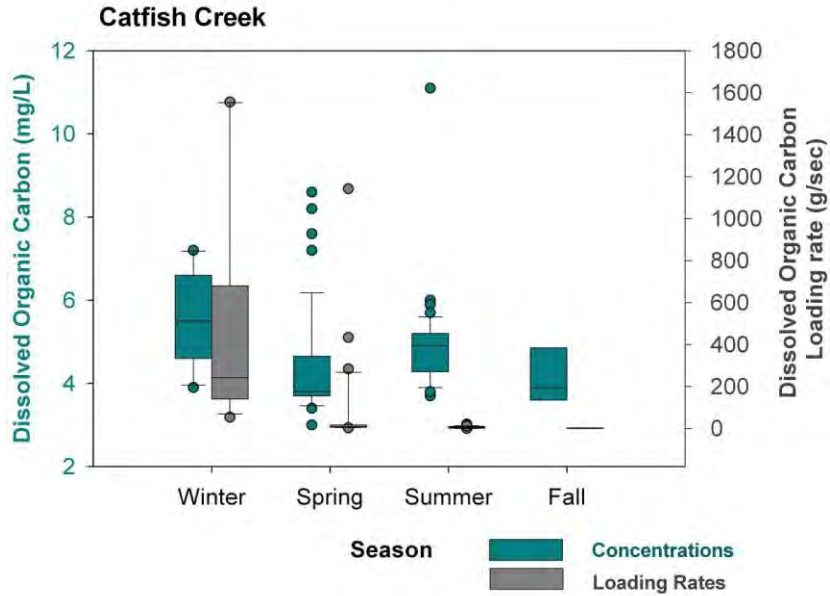 Catfish Creek
Dissolved Organic Carbon (mg/L)
12
10
8
6
4
2
1800
1600
1400
1200
1000
800
600
400
200
0
Dissolved Organic Carbon
Loading rate (g/sec)
Winter
Spring
Summer
Fall
Season
Concentrations
Loading Rates